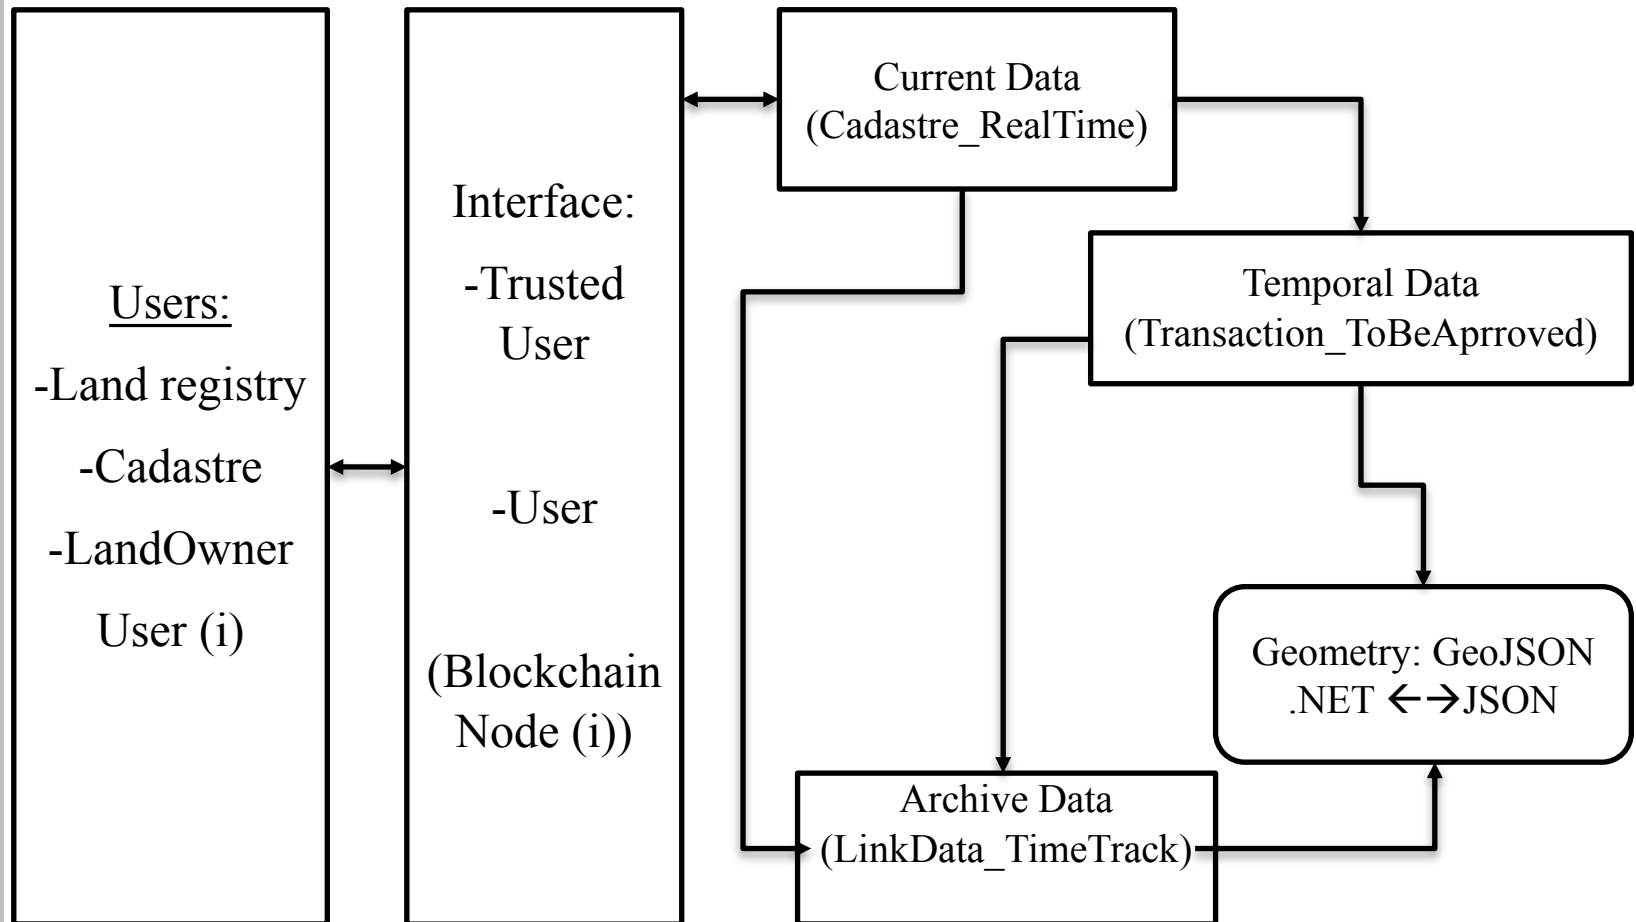 Users:
-Land registry
-Cadastre
-LandOwner
User (i)
Interface:
-Trusted
User
-User
(Blockchain
Node (i))
Current Data
(Cadastre_RealTime)
Temporal Data
(Transaction_ToBeAprroved)
Geometry: GeoJSON
.NET ←→JSON
Archive Data
(LinkData_TimeTrack)